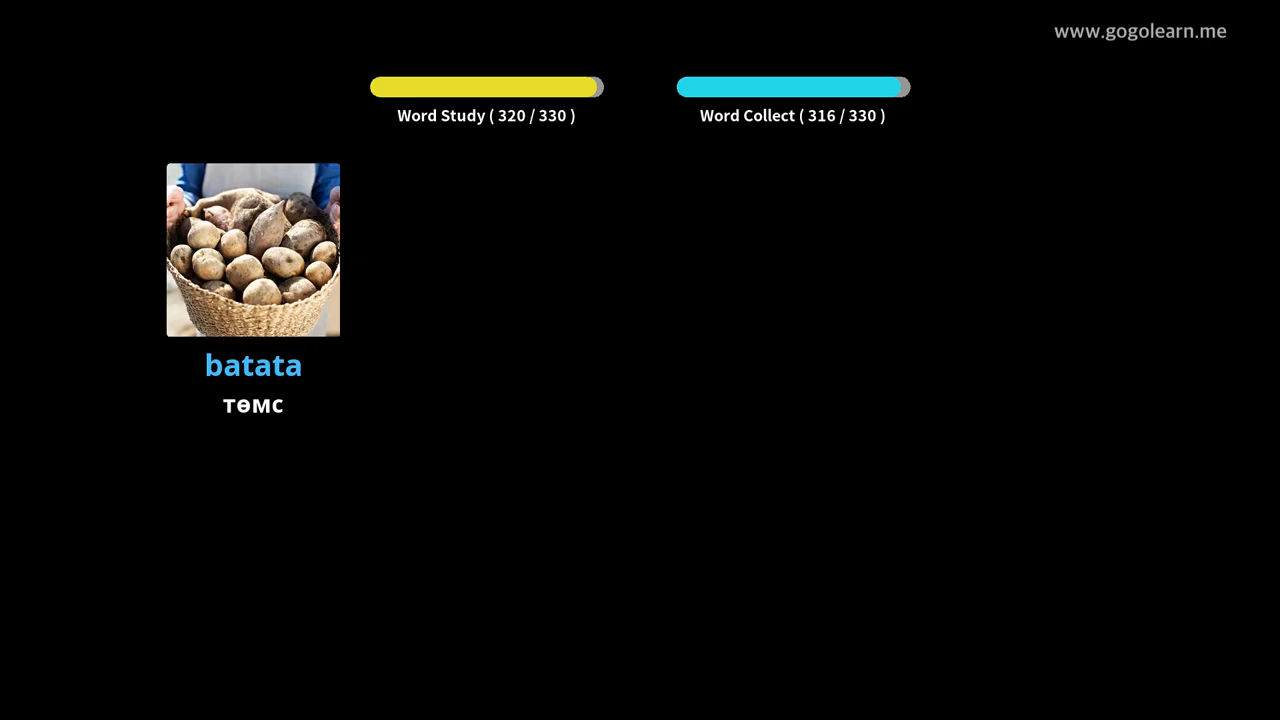 www.gogolearn.me
Word Study ( 320 / 330 )
Word Collect ( 316 / 330 )
batata
төмс